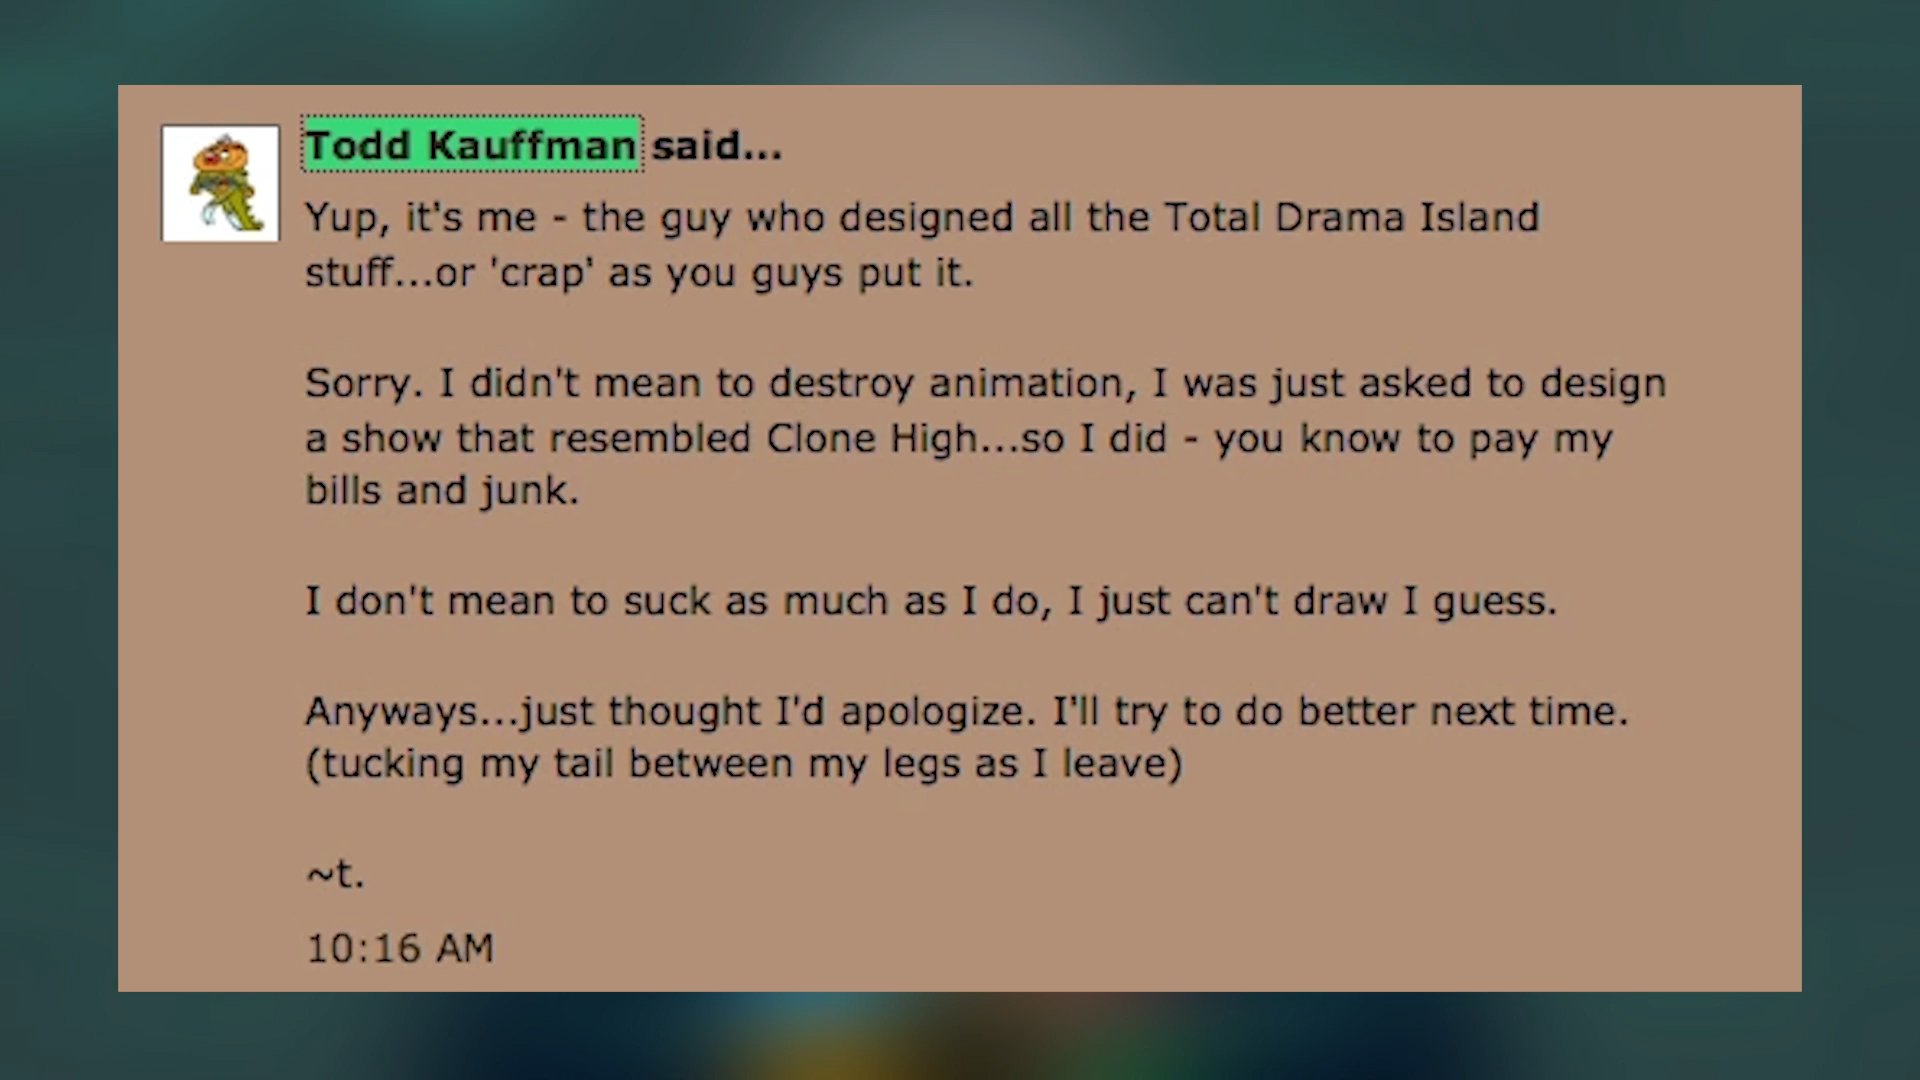 Todd Kauffman said...
Yup, it's me - the guy who designed all the Total Drama Island
stuff...or 'crap' as you guys put it.
Sorry. I didn't mean to destroy animation, I was just asked to design
a show that resembled Clone High...so I did - you know to pay my
bills and junk.
I don't mean to suck as much as I do, I just can't draw I guess.
Anyways...just thought I'd apologize. I'll try to do better next time.
(tucking my tail between my legs as I leave)
~t.
10:16 AM